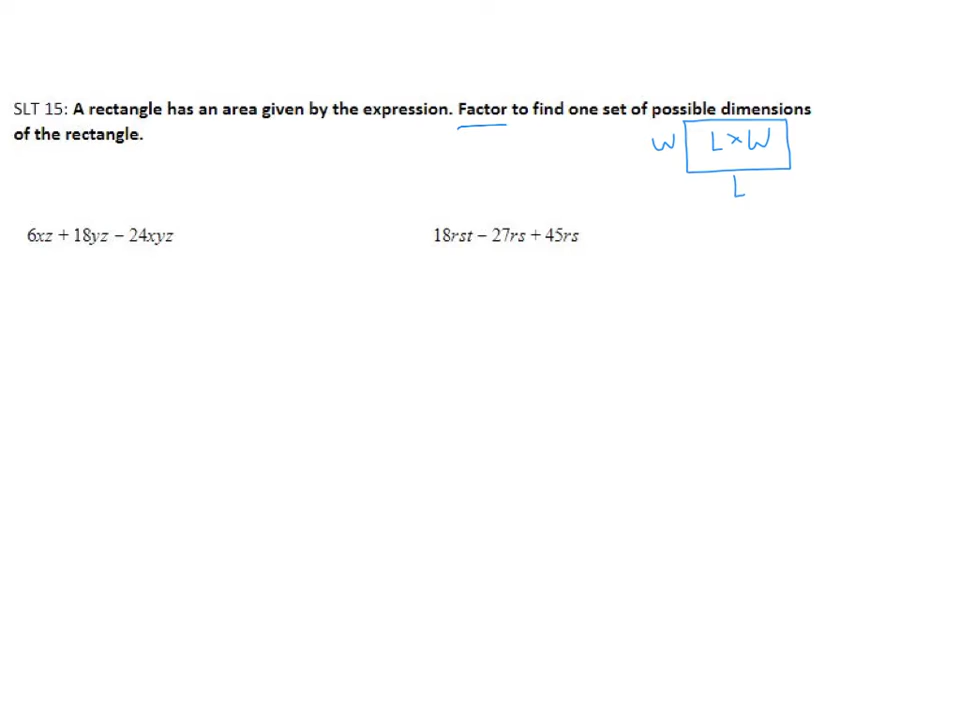 SLT 15: A rectangle has an area given by the expression. Factor to find one set of possible dimensions
of the rectangle.
W
L × W
L
6xz + 18yz − 24xyz
18rst − 27rs + 45rs